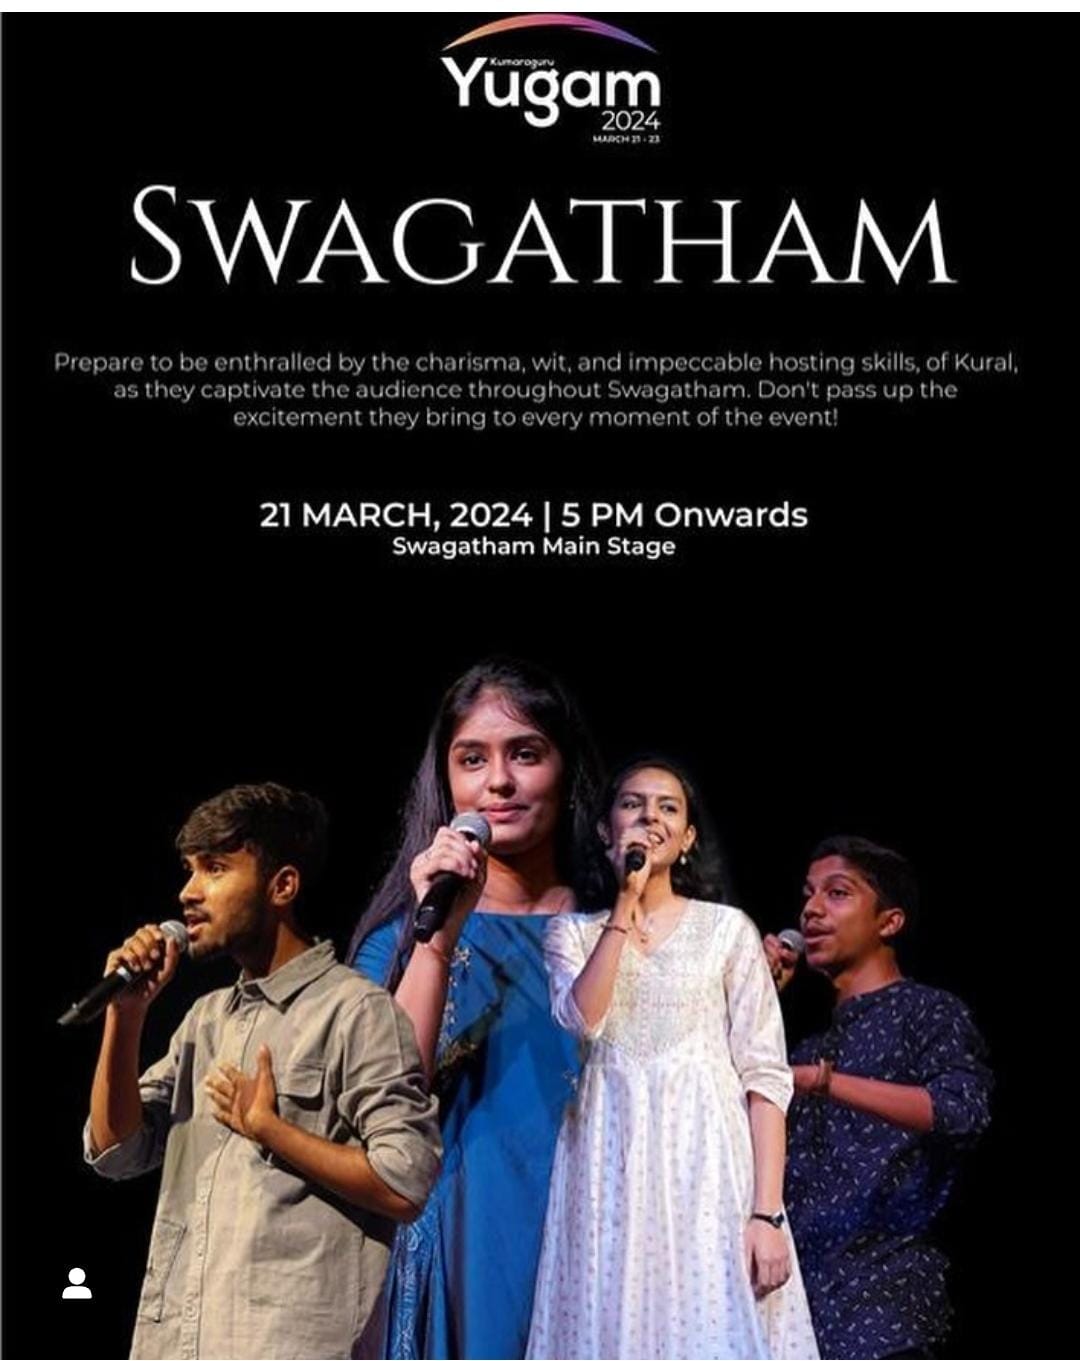 Kumaraguru
Yugam
2024
MARCH 21 - 23
SWAGATHAM
Prepare to be enthralled by the charisma, wit, and impeccable hosting skills, of Kural,
as they captivate the audience throughout Swagatham. Don't pass up the
excitement they bring to every moment of the event!
21 MARCH, 2024 | 5 PM Onwards
Swagatham Main Stage